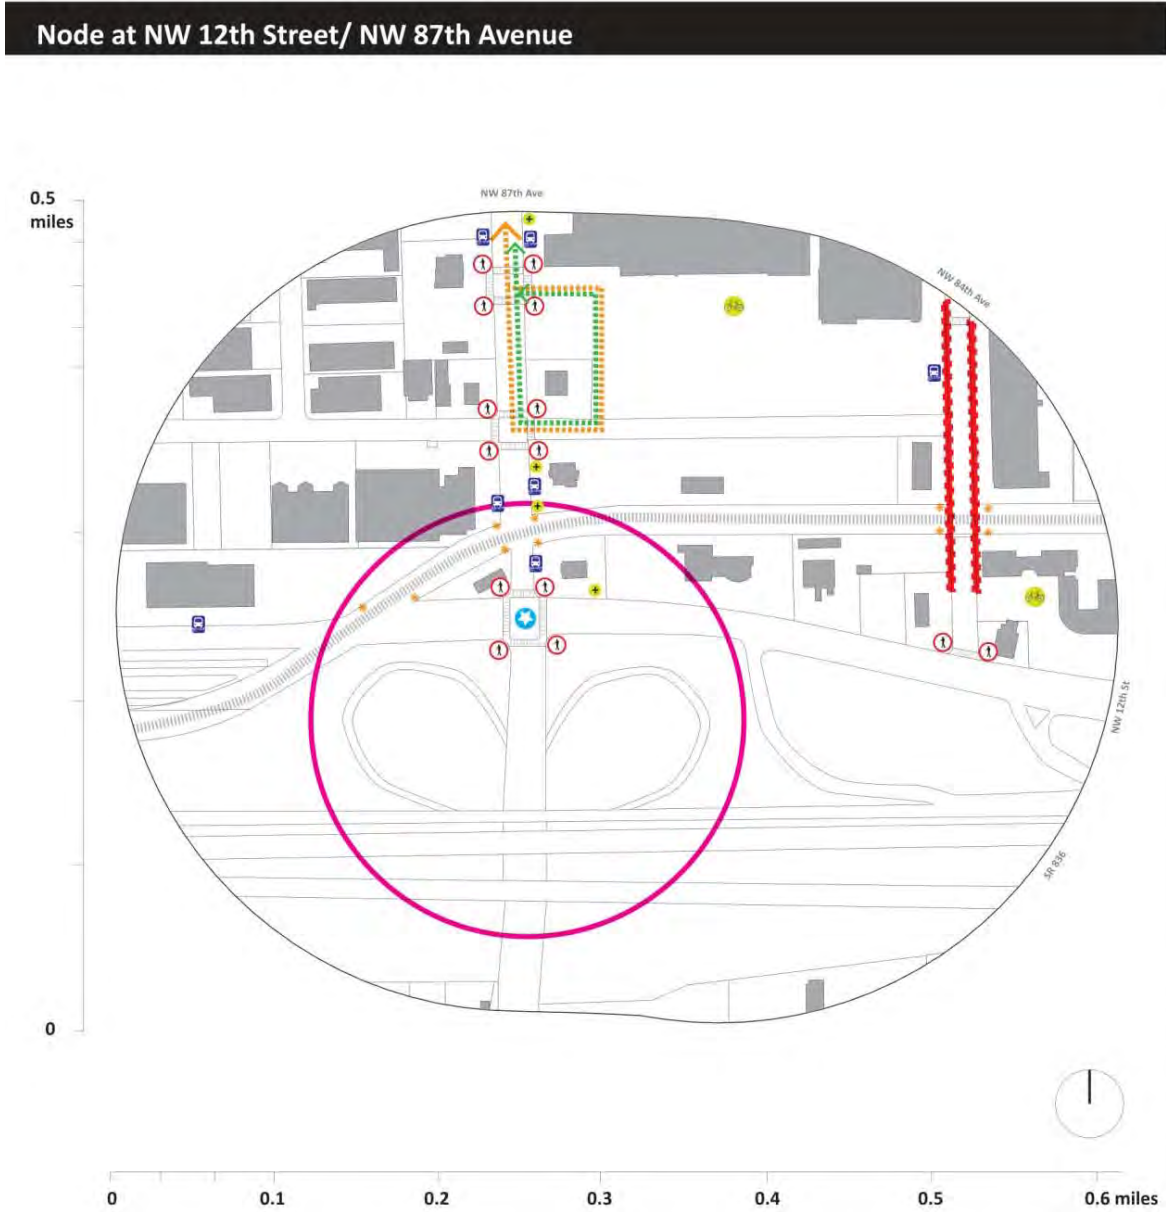 Node at NW 12th Street/ NW 87th Avenue
0.5
miles
NW 87th Ave
NW 84th Ave
NW 12th St
SR 836
0
0 0.1 0.2 0.3 0.4 0.5 0.6 miles